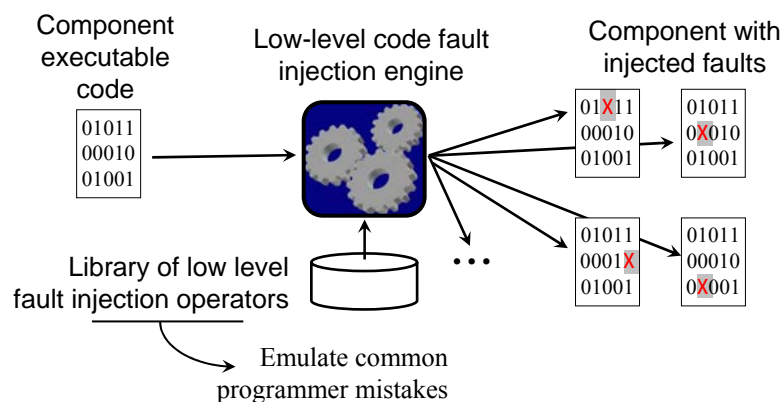 Component
executable
code
01011
00010
01001
Low-level code fault
injection engine
Component with
injected faults
01X11
00010
01001
01011
0X010
01001
01011
0001X
01001
01011
00010
0X001
...
Library of low level
fault injection operators
Emulate common
programmer mistakes